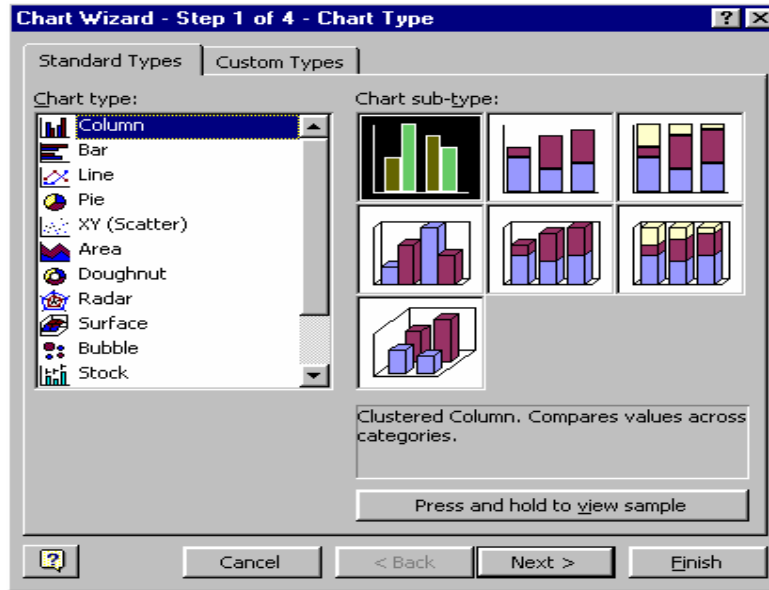 Chart Wizard - Step 1 of 4 - Chart Type
Standard Types
Custom Types
Chart type:
Column
Bar
Line
Pie
XY (Scatter)
Area
Doughnut
Radar
Surface
Bubble
Stock
Chart sub-type:
Clustered Column. Compares values across
categories.
Press and hold to view sample
Cancel
< Back
Next >
Finish